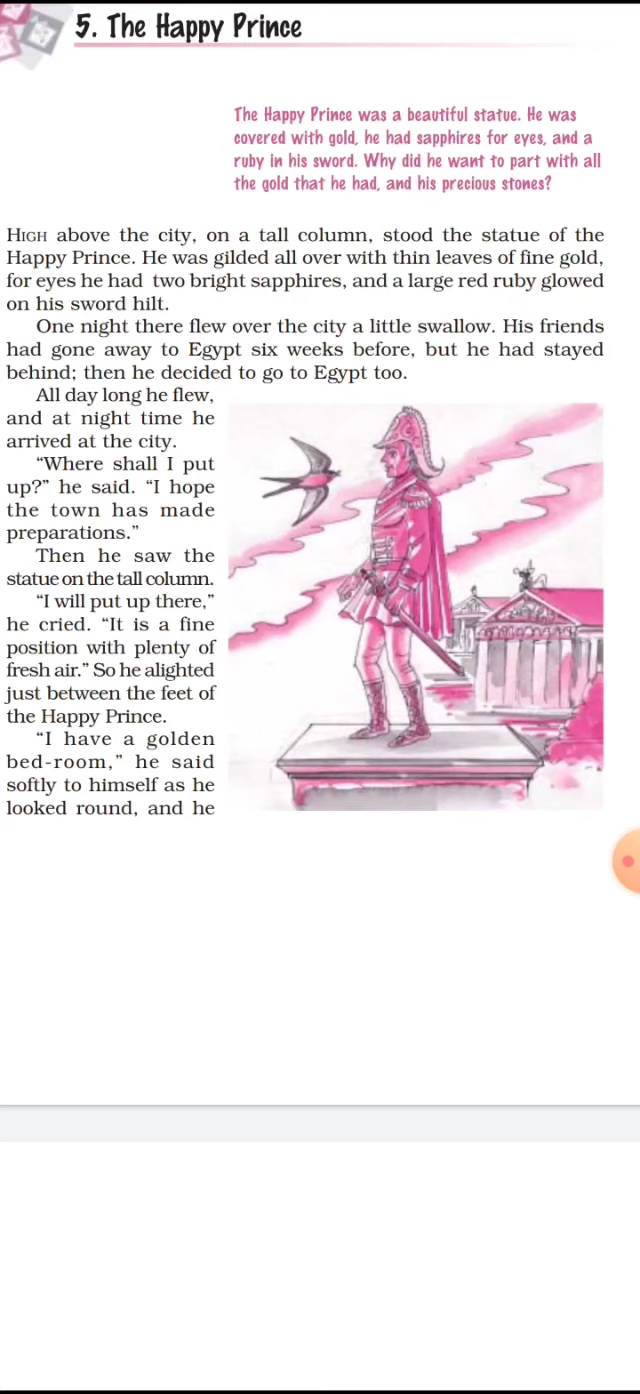 5. The Happy Prince
The Happy Prince was a beautiful statue. He was
covered with gold, he had sapphires for eyes, and a
ruby in his sword. Why did he want to part with all
the gold that he had, and his precious stones?
HIGH above the city, on a tall column, stood the statue of the
Happy Prince. He was gilded all over with thin leaves of fine gold,
for eyes he had two bright sapphires, and a large red ruby glowed
on his sword hilt.
One night there flew over the city a little swallow. His friends
had gone away to Egypt six weeks before, but he had stayed
behind; then he decided to go to Egypt too.
All day long he flew,
and at night time he
arrived at the city.
“Where shall I put
up?” he said. “I hope
the town has made
preparations.”
Then he saw the
statue on the tall column.
“I will put up there,”
he cried. “It is a fine
position with plenty of
fresh air.” So he alighted
just between the feet of
the Happy Prince.
“I have a golden
bed-room,” he said
softly to himself as he
looked round, and he